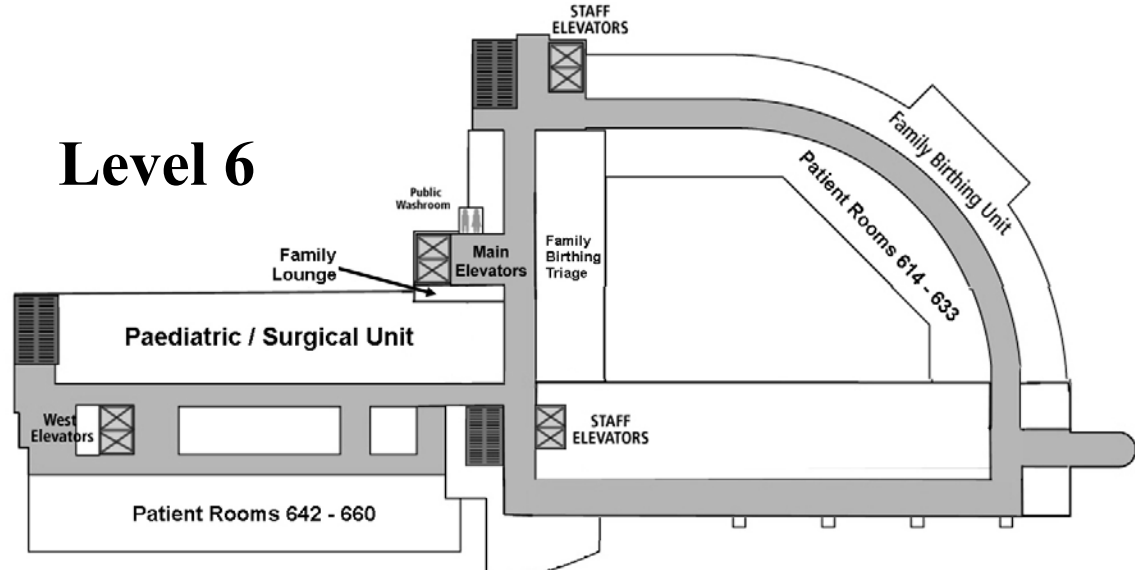 STAFF
ELEVATORS
Level 6
Family Birthing Unit
Patient Rooms 614 - 633
Public
Washroom
Main
Elevators
Family
Birthing
Triage
Family
Lounge
Paediatric / Surgical Unit
West
Elevators
STAFF
ELEVATORS
Patient Rooms 642 - 660